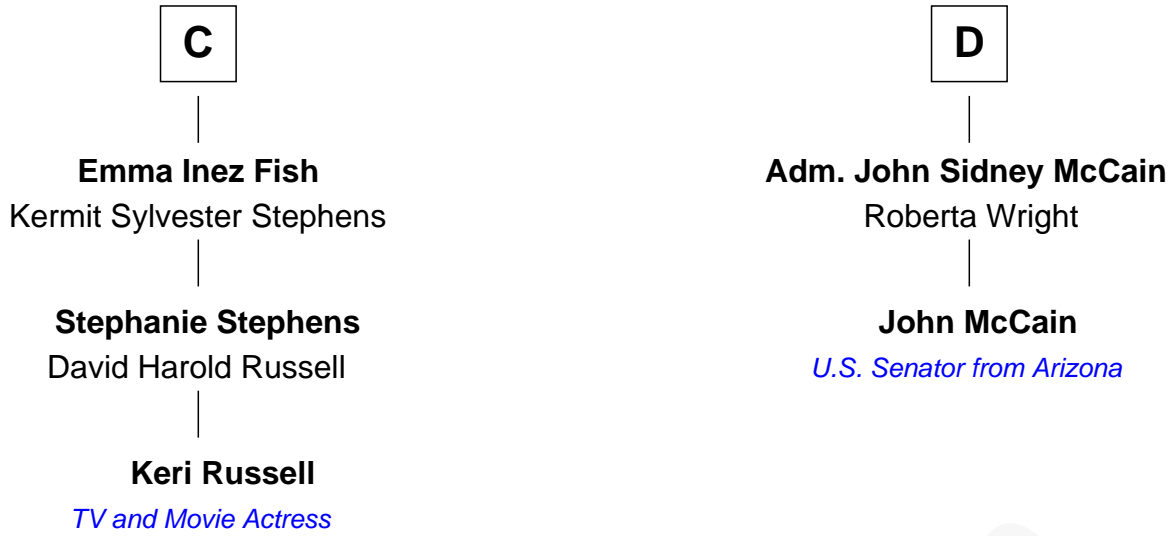 C
D
Emma Inez Fish
Kermit Sylvester Stephens
Adm. John Sidney McCain
Roberta Wright
Stephanie Stephens
David Harold Russell
John McCain
U.S. Senator from Arizona
Keri Russell
TV and Movie Actress